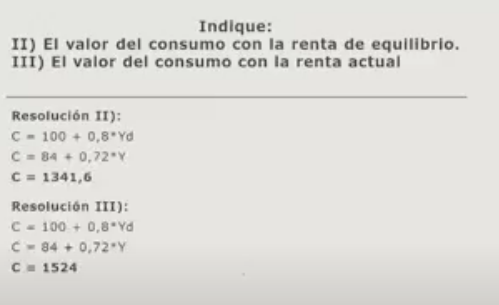 Indique:
II) El valor del consumo con la renta de equilibrio.
III) El valor del consumo con la renta actual
Resolución II):
C = 100 + 0,8*Yd
C = 84 + 0,72*Y
C = 1341,6
Resolución III):
C = 100 + 0,8*Yd
C = 84 + 0,72*Y
C = 1524